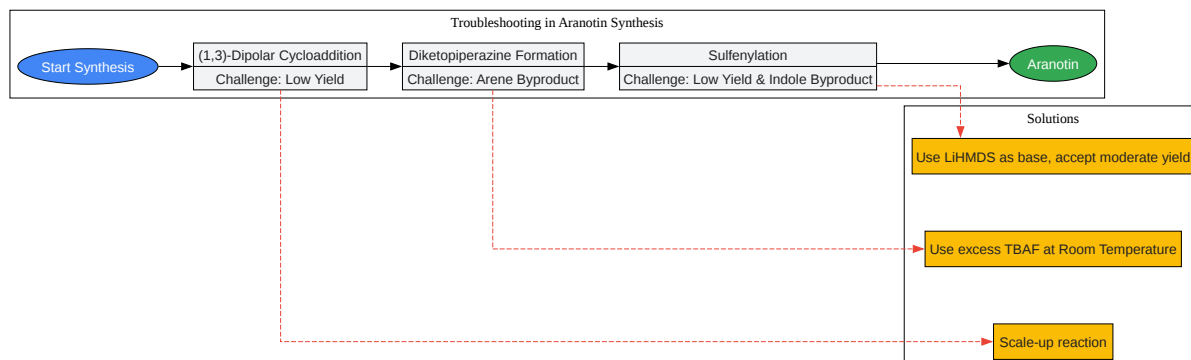 Troubleshooting in Aranotin Synthesis
Start Synthesis
(1,3)-Dipolar Cycloaddition
Challenge: Low Yield
Diketopiperazine Formation
Challenge: Arene Byproduct
Sulfenylation
Challenge: Low Yield & Indole Byproduct
Aranotin
Solutions
Use LiHMDS as base, accept moderate yield
Use excess TBAF at Room Temperature
Scale-up reaction